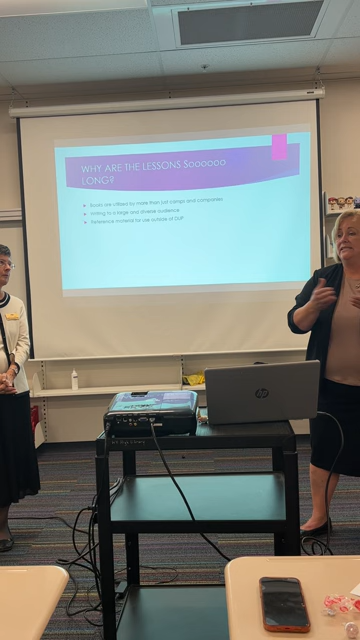 WHY ARE THE LESSONS Soooooo
LONG?
Books are utilized by more than just camps and companies
Writing to a large and diverse audience
Reference material for use outside of DUP
hp